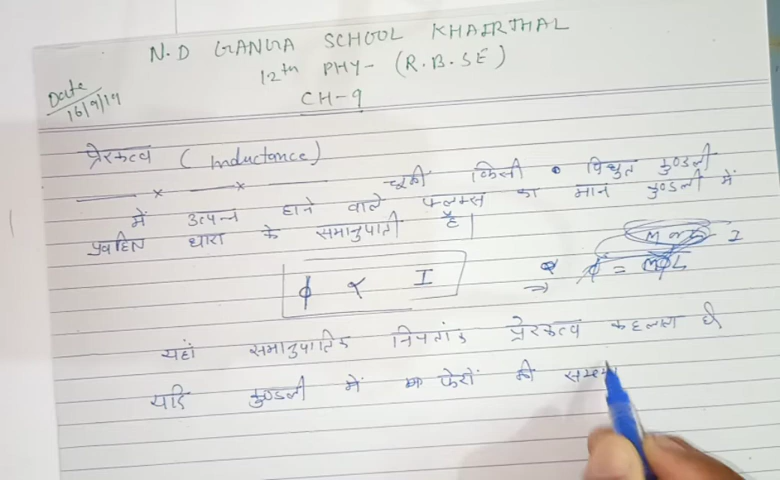 N.D GANGA SCHOOL KHAIRTHAL
12th PHY- (R.B.SE)
Date
16/9/19
CH-9
प्रेरकत्व (Inductance)
चूकी किसी विधुत कुण्डली
में उत्पन्न होने वाले फ्लक्स का मान कुण्डली में
प्रवाहित धारा के समानुपाती है।
ϕ ∝ I
⇒ ϕ =
I
यहां समानुपातिक नियतांक प्रेरकत्व कहलाता है
यदि कुण्डली में फेरों की संख्या